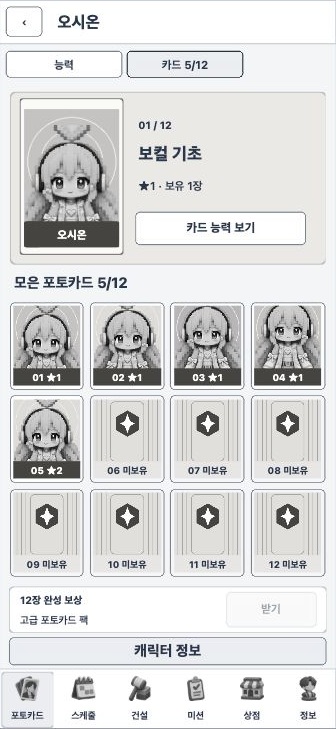 ‹ 오시온
능력 카드 5/12
01 / 12
보컬 기초
★1 · 보유 1장
오시온
카드 능력 보기
모은 포토카드 5/12
01 ★1 02 ★1 03 ★1 04 ★1
05 ★2 06 미보유 07 미보유 08 미보유
09 미보유 10 미보유 11 미보유 12 미보유
12장 완성 보상
고급 포토카드 팩
받기
캐릭터 정보
포토카드 스케줄 건설 미션 상점 정보